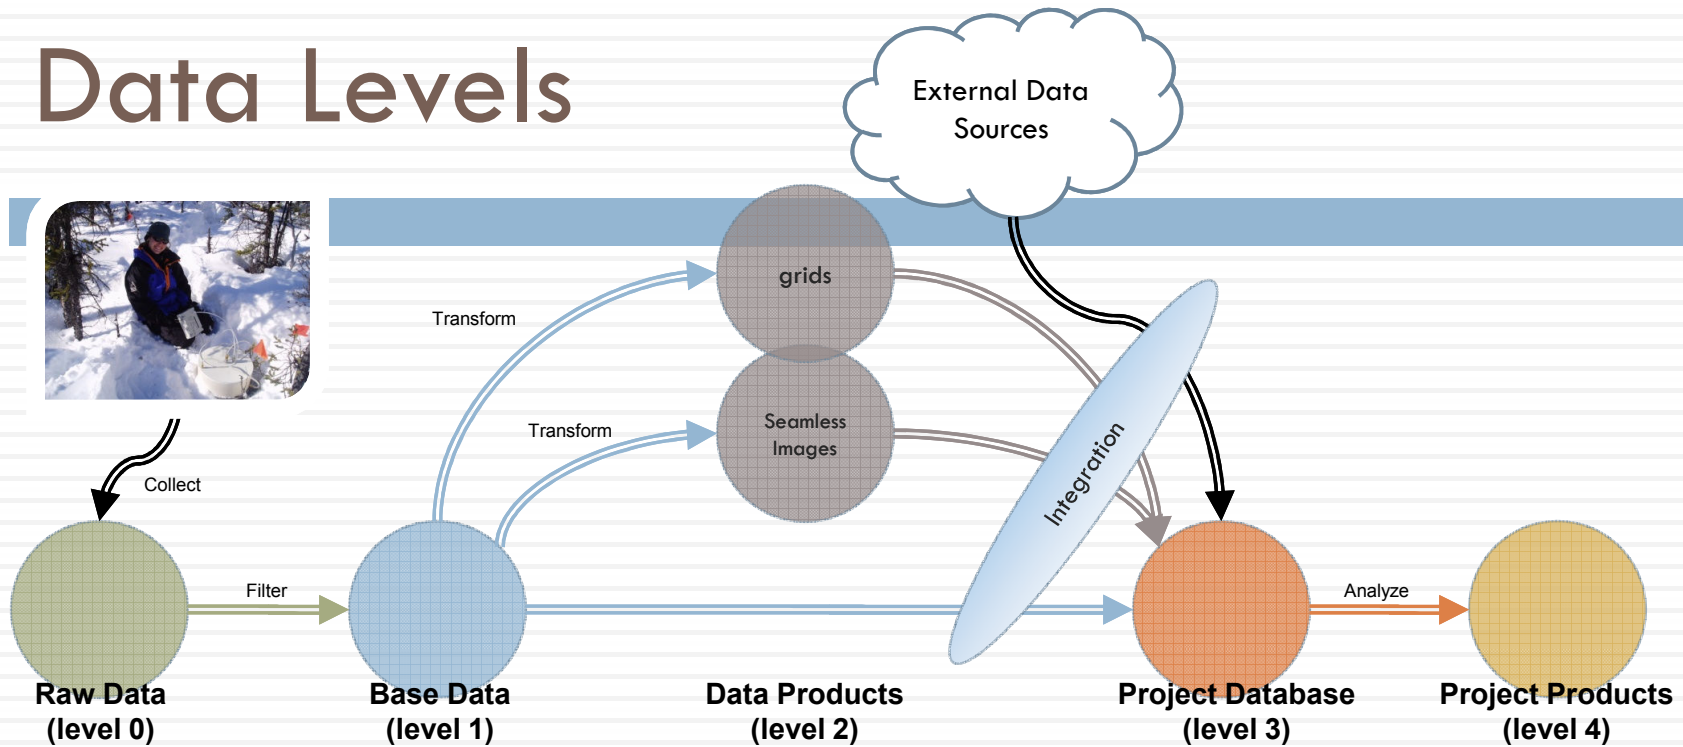 Data Levels
External Data
Sources
grids
Transform
Seamless
Images
Transform
Integration
Collect
Filter
Analyze
Raw Data
(level 0)
Base Data
(level 1)
Data Products
(level 2)
Project Database
(level 3)
Project Products
(level 4)